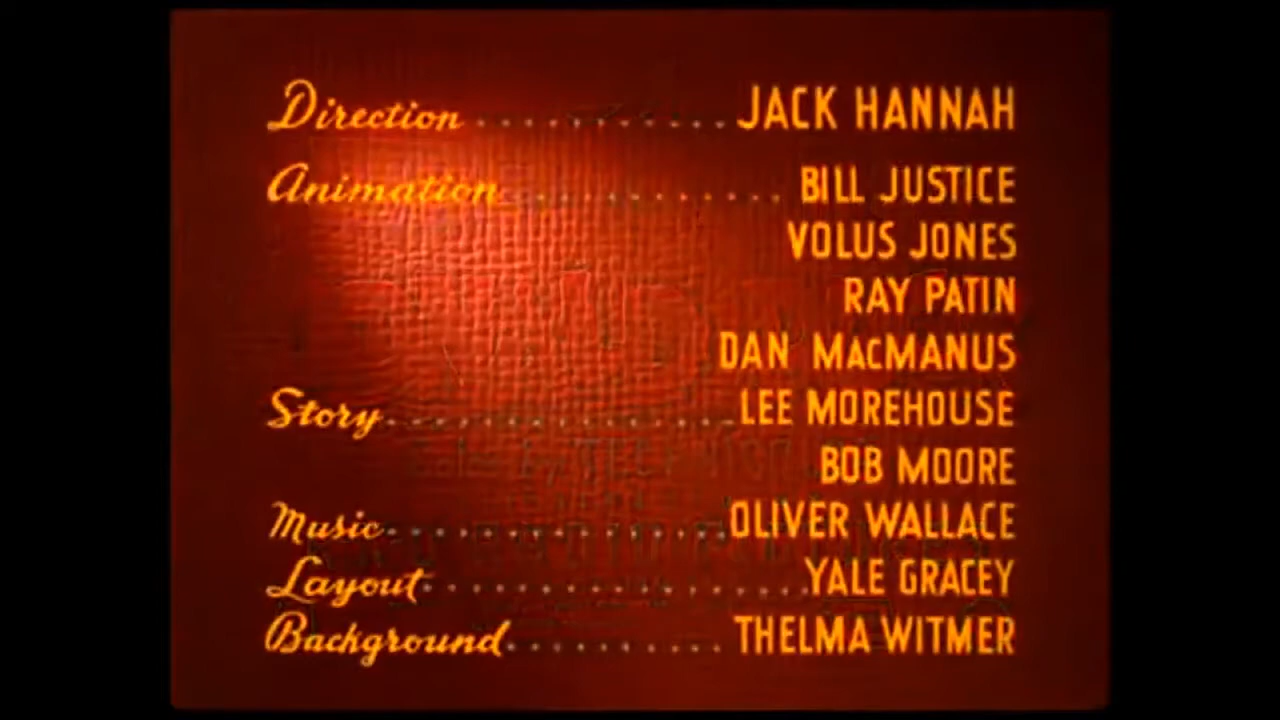 Direction . . . . . . . . . . . . JACK HANNAH
Animation . . . . . . . . . . . . . BILL JUSTICE
VOLUS JONES
RAY PATIN
DAN MacMANUS
Story . . . . . . . . . . . . . . . . . LEE MOREHOUSE
BOB MOORE
Music . . . . . . . . . . . . . . . . OLIVER WALLACE
Layout . . . . . . . . . . . . . . . . YALE GRACEY
Background . . . . . . . . . . THELMA WITMER